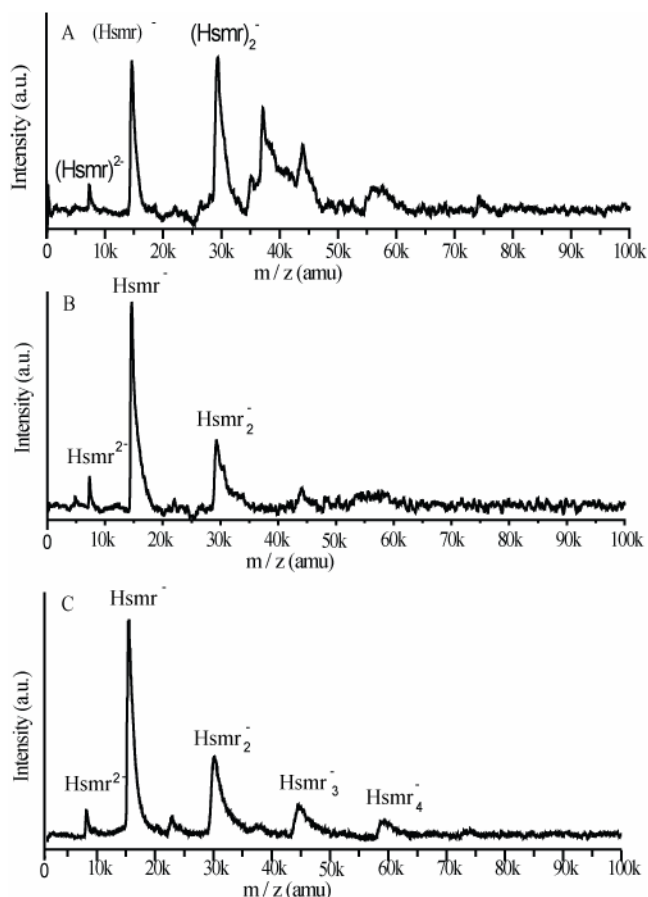 A (Hsmr)⁻ (Hsmr)₂⁻
(Hsmr)²⁻
Intensity (a.u.)
0 10k 20k 30k 40k 50k 60k 70k 80k 90k 100k
m / z (amu)
Hsmr⁻
B
Hsmr₂⁻
Hsmr²⁻
Intensity (a.u.)
0 10k 20k 30k 40k 50k 60k 70k 80k 90k 100k
m / z (amu)
Hsmr⁻
C
Hsmr₂⁻
Hsmr²⁻ Hsmr₃⁻ Hsmr₄⁻
Intensity (a.u.)
0 10k 20k 30k 40k 50k 60k 70k 80k 90k 100k
m / z (amu)